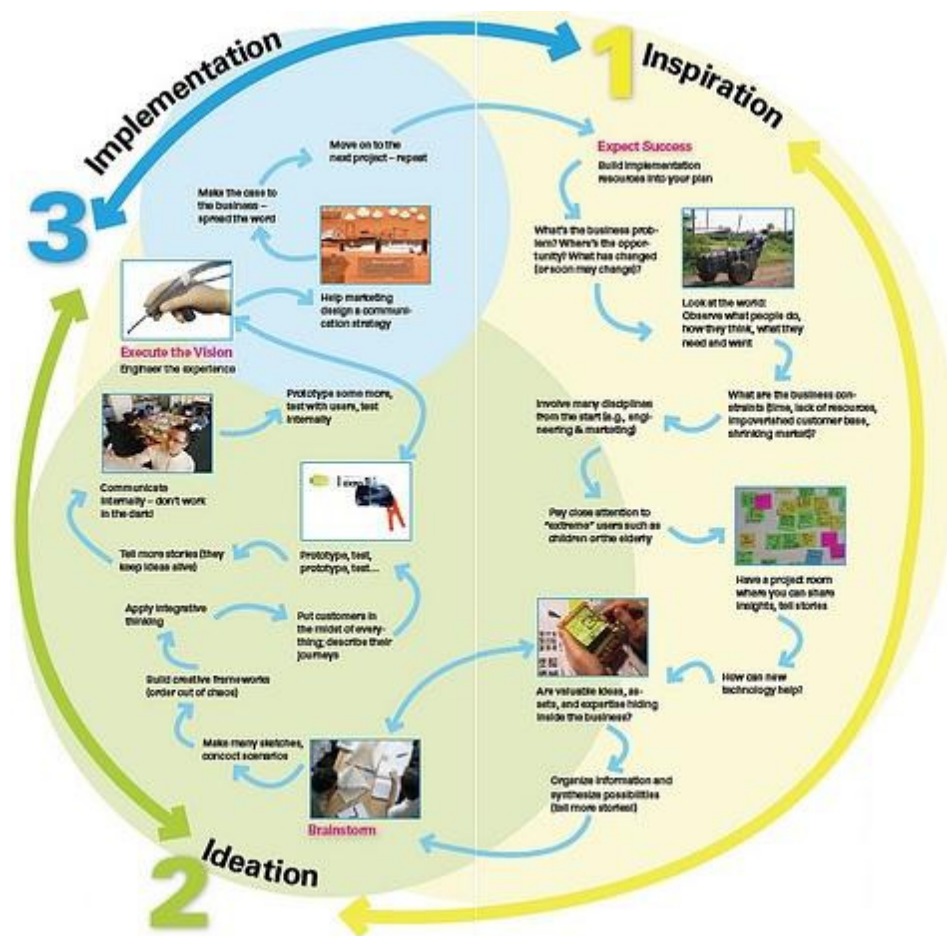 1
Inspiration
Expect Success
Build implementation
resources into your plan
What's the business prob-
lem? Where's the oppor-
tunity? What has changed
(or soon may change)?
Look at the world:
Observe what people do,
how they think, what they
need and want
What are the business con-
straints (time, lack of resources,
impoverished customer base,
shrinking market)?
Involve many disciplines
from the start (e.g., engi-
neering & marketing)
Pay close attention to
"extreme" users such as
children or the elderly
Have a project room
where you can share
insights, tell stories
How can new
technology help?
Are valuable ideas, as-
sets, and expertise hiding
inside the business?
Organize information and
synthesize possibilities
(tell more stories!)
2
Ideation
Brainstorm
Make many sketches,
concoct scenarios
Build creative frameworks
(order out of chaos)
Apply integrative
thinking
Put customers in
the midst of every-
thing; describe their
journeys
Prototype, test,
prototype, test...
Tell more stories (they
keep ideas alive)
Communicate
internally – don't work
in the dark!
Prototype some more,
test with users, test
internally
3
Implementation
Execute the Vision
Engineer the experience
Help marketing
design a communi-
cation strategy
Make the case to
the business –
spread the word
Move on to the
next project – repeat